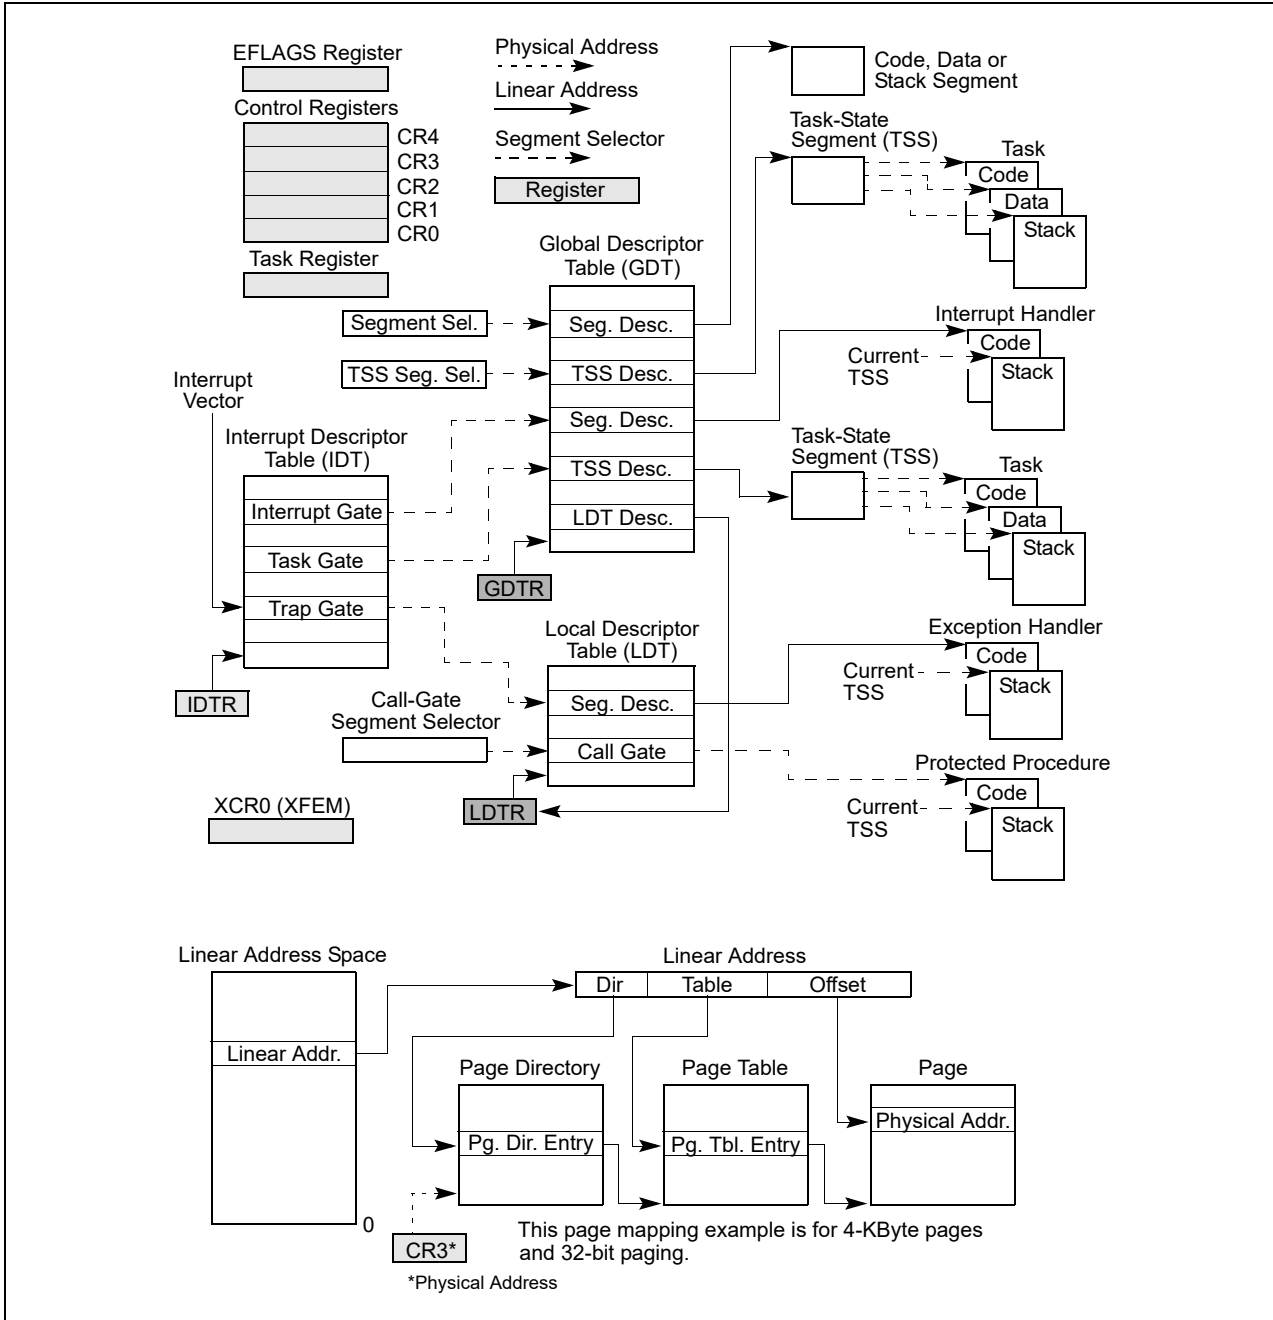 EFLAGS Register
Control Registers
CR4
CR3
CR2
CR1
CR0
Task Register
Physical Address
Linear Address
Segment Selector
Register
Code, Data or
Stack Segment
Task-State
Segment (TSS)
Task
Code
Data
Stack
Global Descriptor
Table (GDT)
Segment Sel.
Seg. Desc.
TSS Seg. Sel.
TSS Desc.
Seg. Desc.
TSS Desc.
LDT Desc.
GDTR
Interrupt Handler
Code
Current
TSS
Stack
Interrupt
Vector
Interrupt Descriptor
Table (IDT)
Interrupt Gate
Task Gate
Trap Gate
IDTR
Task-State
Segment (TSS)
Task
Code
Data
Stack
Local Descriptor
Table (LDT)
Seg. Desc.
Call Gate
Call-Gate
Segment Selector
LDTR
XCR0 (XFEM)
Exception Handler
Code
Current
TSS
Stack
Protected Procedure
Code
Current
TSS
Stack
Linear Address Space
Linear Addr.
0
Linear Address
Dir
Table
Offset
Page Directory
Pg. Dir. Entry
Page Table
Pg. Tbl. Entry
Page
Physical Addr.
CR3*
*Physical Address
This page mapping example is for 4-KByte pages
and 32-bit paging.